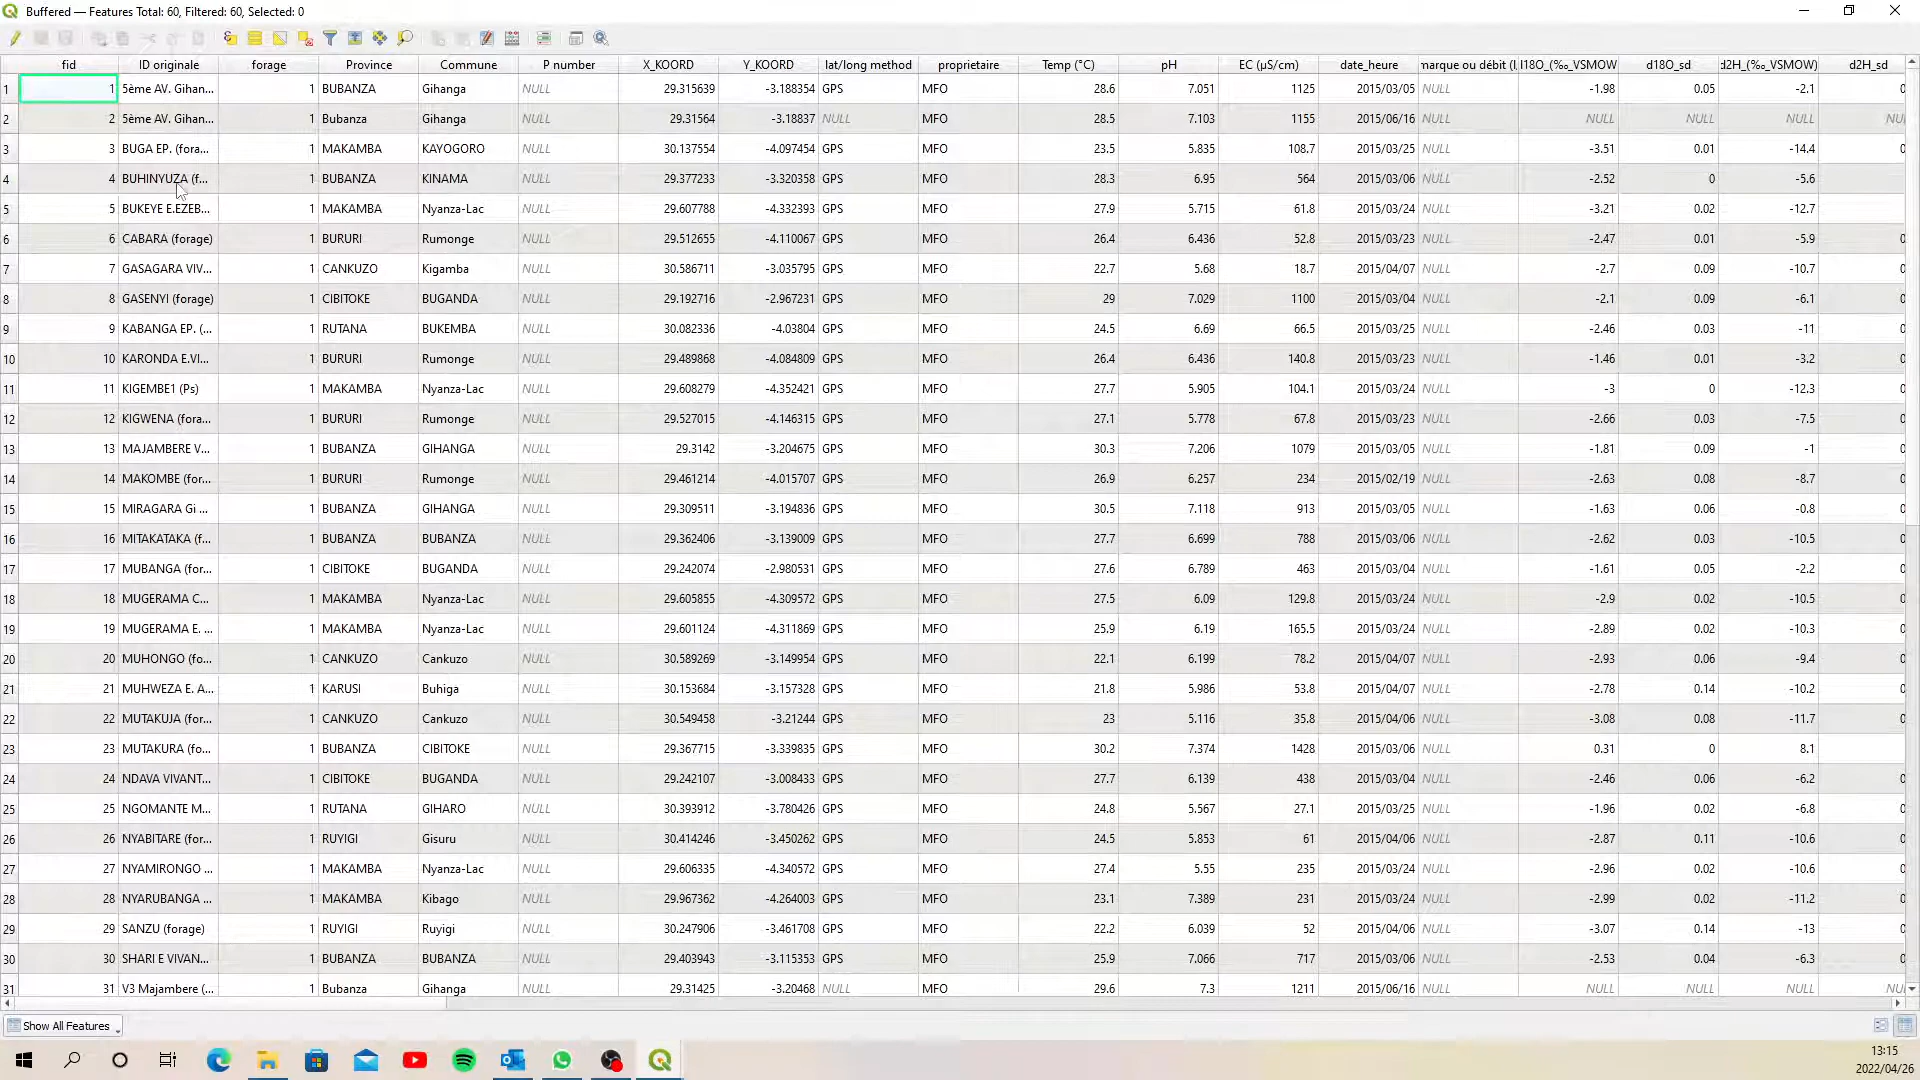 Buffered — Features Total: 60, Filtered: 60, Selected: 0
fid ID originale forage Province Commune P number X_KOORD Y_KOORD lat/long method proprietaire Temp (°C) pH EC (µS/cm) date_heure marque ou débit (l l18O_(‰_VSMOW d18O_sd d2H_(‰_VSMOW) d2H_sd
1 1 5ème AV. Gihan... 1 BUBANZA Gihanga NULL 29.315639 -3.188354 GPS MFO 28.6 7.051 1125 2015/03/05 NULL -1.98 0.05 -2.1 0
2 2 5ème AV. Gihan... 1 Bubanza Gihanga NULL 29.31564 -3.18837 NULL MFO 28.5 7.103 1155 2015/06/16 NULL NULL NULL NULL NU
3 3 BUGA EP. (fora... 1 MAKAMBA KAYOGORO NULL 30.137554 -4.097454 GPS MFO 23.5 5.835 108.7 2015/03/25 NULL -3.51 0.01 -14.4 0
4 4 BUHINYUZA (f... 1 BUBANZA KINAMA NULL 29.377233 -3.320358 GPS MFO 28.3 6.95 564 2015/03/06 NULL -2.52 0 -5.6
5 5 BUKEYE E.EZEB... 1 MAKAMBA Nyanza-Lac NULL 29.607788 -4.332393 GPS MFO 27.9 5.715 61.8 2015/03/24 NULL -3.21 0.02 -12.7
6 6 CABARA (forage) 1 BURURI Rumonge NULL 29.512655 -4.110067 GPS MFO 26.4 6.436 52.8 2015/03/23 NULL -2.47 0.01 -5.9 0
7 7 GASAGARA VIV... 1 CANKUZO Kigamba NULL 30.586711 -3.035795 GPS MFO 22.7 5.68 18.7 2015/04/07 NULL -2.7 0.09 -10.7 0
8 8 GASENYI (forage) 1 CIBITOKE BUGANDA NULL 29.192716 -2.967231 GPS MFO 29 7.029 1100 2015/03/04 NULL -2.1 0.09 -6.1 0
9 9 KABANGA EP. (... 1 RUTANA BUKEMBA NULL 30.082336 -4.03804 GPS MFO 24.5 6.69 66.5 2015/03/25 NULL -2.46 0.03 -11 0
10 10 KARONDA E.VI... 1 BURURI Rumonge NULL 29.489868 -4.084809 GPS MFO 26.4 6.436 140.8 2015/03/23 NULL -1.46 0.01 -3.2 0
11 11 KIGEMBE1 (Ps) 1 MAKAMBA Nyanza-Lac NULL 29.608279 -4.352421 GPS MFO 27.7 5.905 104.1 2015/03/24 NULL -3 0 -12.3 0
12 12 KIGWENA (fora... 1 BURURI Rumonge NULL 29.527015 -4.146315 GPS MFO 27.1 5.778 67.8 2015/03/23 NULL -2.66 0.03 -7.5 0
13 13 MAJAMBERE V... 1 BUBANZA GIHANGA NULL 29.3142 -3.204675 GPS MFO 30.3 7.206 1079 2015/03/05 NULL -1.81 0.09 -1 0
14 14 MAKOMBE (for... 1 BURURI Rumonge NULL 29.461214 -4.015707 GPS MFO 26.9 6.257 234 2015/02/19 NULL -2.63 0.08 -8.7 0
15 15 MIRAGARA Gi ... 1 BUBANZA GIHANGA NULL 29.309511 -3.194836 GPS MFO 30.5 7.118 913 2015/03/05 NULL -1.63 0.06 -0.8 0
16 16 MITAKATAKA (f... 1 BUBANZA BUBANZA NULL 29.362406 -3.139009 GPS MFO 27.7 6.699 788 2015/03/06 NULL -2.62 0.03 -10.5 0
17 17 MUBANGA (for... 1 CIBITOKE BUGANDA NULL 29.242074 -2.980531 GPS MFO 27.6 6.789 463 2015/03/04 NULL -1.61 0.05 -2.2 0
18 18 MUGERAMA C... 1 MAKAMBA Nyanza-Lac NULL 29.605855 -4.309572 GPS MFO 27.5 6.09 129.8 2015/03/24 NULL -2.9 0.02 -10.5 0
19 19 MUGERAMA E. ... 1 MAKAMBA Nyanza-Lac NULL 29.601124 -4.311869 GPS MFO 25.9 6.19 165.5 2015/03/24 NULL -2.89 0.02 -10.3 0
20 20 MUHONGO (fo... 1 CANKUZO Cankuzo NULL 30.589269 -3.149954 GPS MFO 22.1 6.199 78.2 2015/04/07 NULL -2.93 0.06 -9.4 0
21 21 MUHWEZA E. A... 1 KARUSI Buhiga NULL 30.153684 -3.157328 GPS MFO 21.8 5.986 53.8 2015/04/07 NULL -2.78 0.14 -10.2 0
22 22 MUTAKUJA (for... 1 CANKUZO Cankuzo NULL 30.549458 -3.21244 GPS MFO 23 5.116 35.8 2015/04/06 NULL -3.08 0.08 -11.7 0
23 23 MUTAKURA (fo... 1 BUBANZA CIBITOKE NULL 29.367715 -3.339835 GPS MFO 30.2 7.374 1428 2015/03/06 NULL 0.31 0 8.1
24 24 NDAVA VIVANT... 1 CIBITOKE BUGANDA NULL 29.242107 -3.008433 GPS MFO 27.7 6.139 438 2015/03/04 NULL -2.46 0.06 -6.2 0
25 25 NGOMANTE M... 1 RUTANA GIHARO NULL 30.393912 -3.780426 GPS MFO 24.8 5.567 27.1 2015/03/25 NULL -1.96 0.02 -6.8 0
26 26 NYABITARE (for... 1 RUYIGI Gisuru NULL 30.414246 -3.450262 GPS MFO 24.5 5.853 61 2015/04/06 NULL -2.87 0.11 -10.6 0
27 27 NYAMIRONGO ... 1 MAKAMBA Nyanza-Lac NULL 29.606335 -4.340572 GPS MFO 27.4 5.55 235 2015/03/24 NULL -2.96 0.02 -10.6 0
28 28 NYARUBANGA ... 1 MAKAMBA Kibago NULL 29.967362 -4.264003 GPS MFO 23.1 7.389 231 2015/03/24 NULL -2.99 0.02 -11.2 0
29 29 SANZU (forage) 1 RUYIGI Ruyigi NULL 30.247906 -3.461708 GPS MFO 22.2 6.039 52 2015/04/06 NULL -3.07 0.14 -13 0
30 30 SHARI E VIVAN... 1 BUBANZA BUBANZA NULL 29.403943 -3.115353 GPS MFO 25.9 7.066 717 2015/03/06 NULL -2.53 0.04 -6.3 0
31 31 V3 Majambere (... 1 Bubanza Gihanga NULL 29.31425 -3.20468 NULL MFO 29.6 7.3 1211 2015/06/16 NULL NULL NULL NULL NU
Show All Features
13:15
2022/04/26